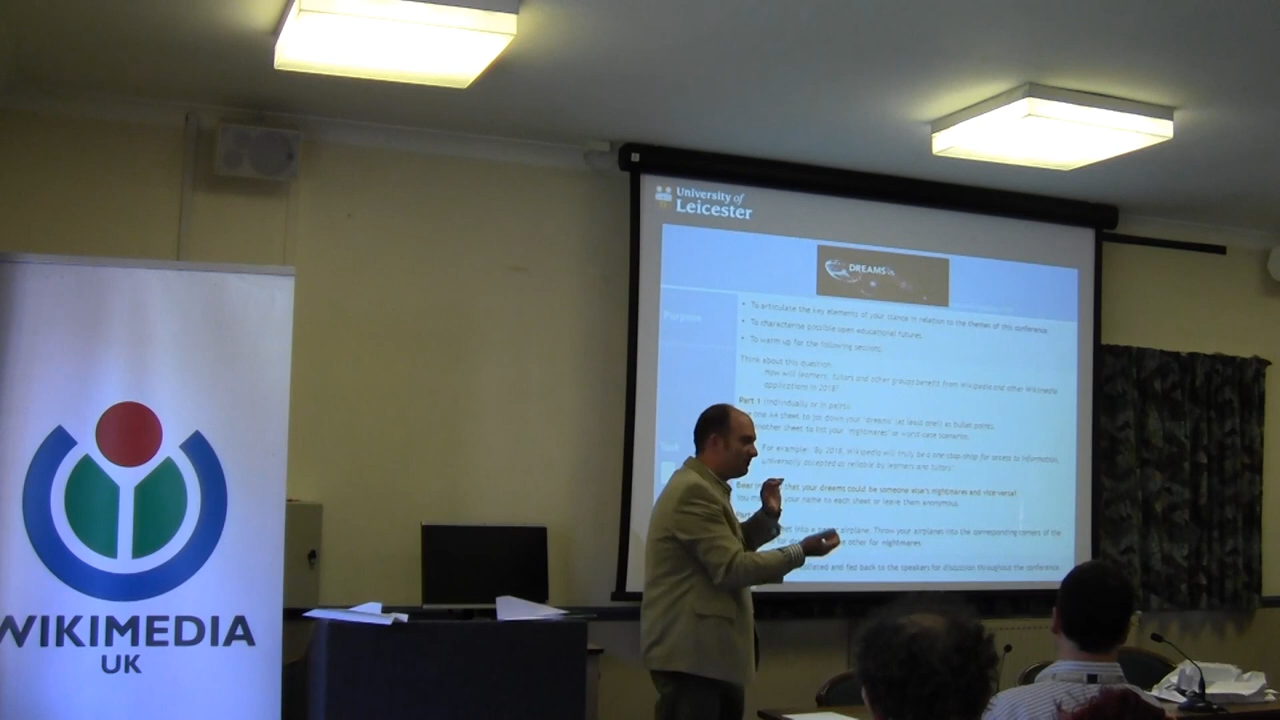 University of
Leicester
DREAMS
Purpose
• To articulate the key elements of your stance in relation to the themes of this conference
• To characterise possible open educational futures
• To warm up for the following sessions
Think about this question:
How will learners, tutors and other groups benefit from Wikipedia and other Wikimedia
applications in 2018?
Part 1 (individually or in pairs)
one A4 sheet to jot down your 'dreams' (at least one!) as bullet points.
another sheet to list your 'nightmares' or worst-case scenarios.
Task
For example: 'By 2018, Wikipedia will truly be a one-stop-shop for access to information,
universally accepted as reliable by learners and tutors'.
Bear in that your dreams could be someone else's nightmares and vice-versa!
You your name to each sheet or leave them anonymous.
Part
into a airplane. Throw your airplanes into the corresponding corners of the
for other for nightmares
and fed back to the speakers for discussion throughout the conference
WIKIMEDIA
UK